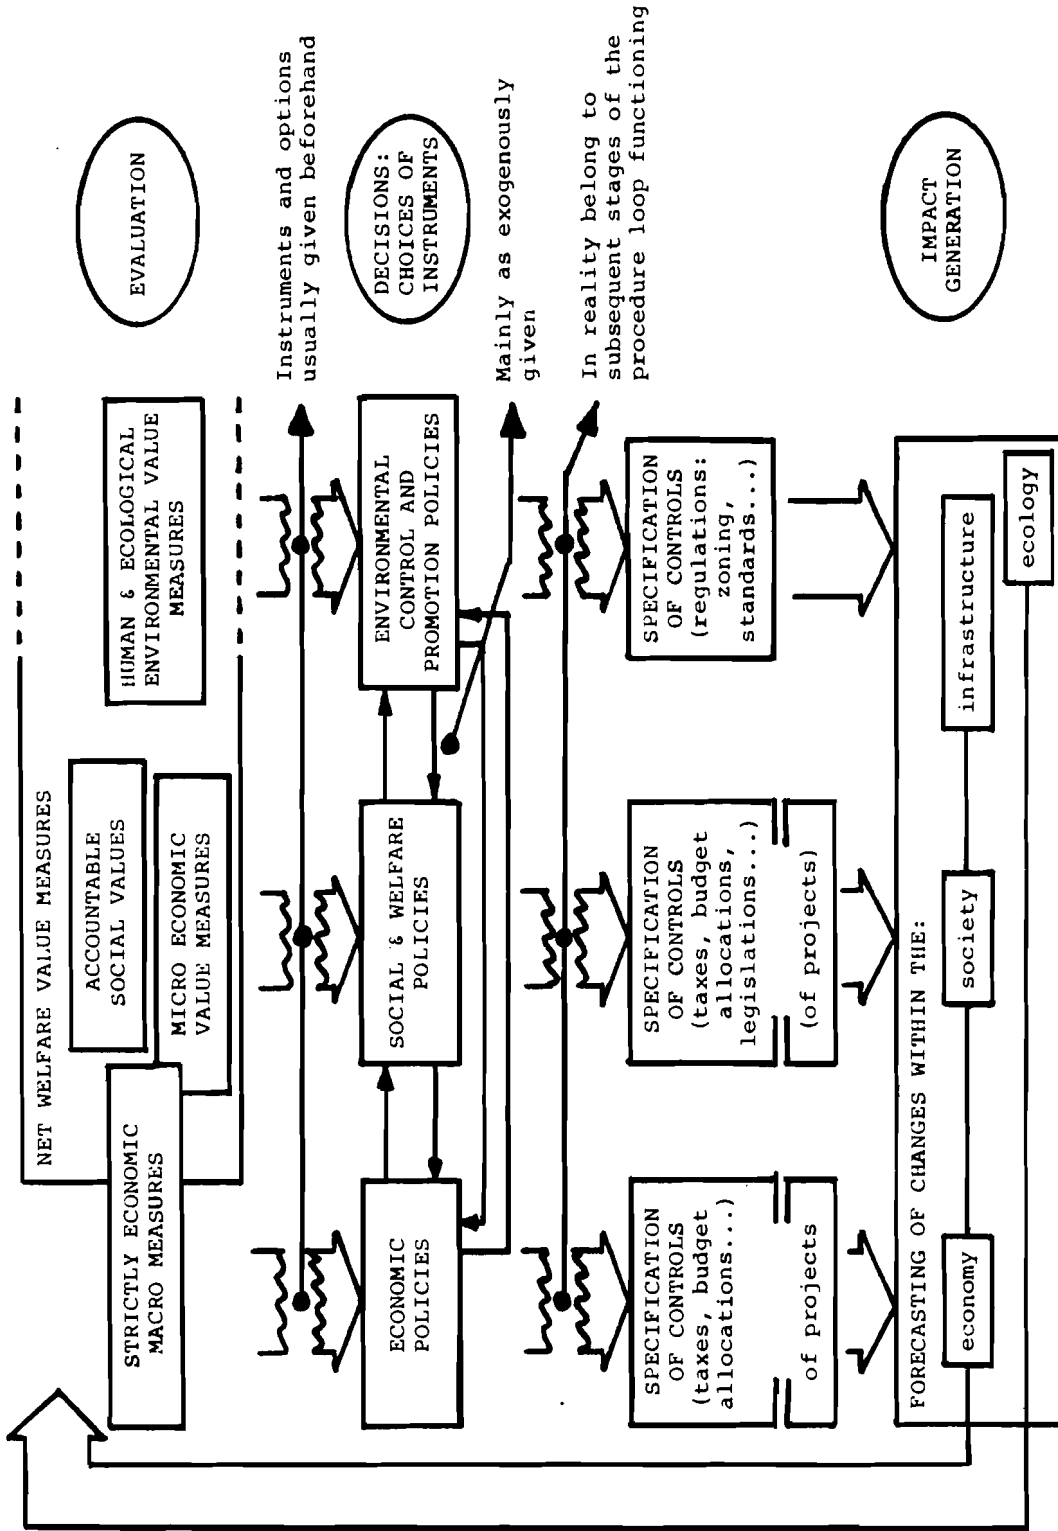 NET WELFARE VALUE MEASURES
STRICTLY ECONOMIC
MACRO MEASURES
ACCOUNTABLE
SOCIAL VALUES
MICRO ECONOMIC
VALUE MEASURES
HUMAN & ECOLOGICAL
ENVIRONMENTAL VALUE
MEASURES
EVALUATION
Instruments and options
usually given beforehand
ECONOMIC
POLICIES
SOCIAL & WELFARE
POLICIES
ENVIRONMENTAL
CONTROL AND
PROMOTION POLICIES
DECISIONS:
CHOICES OF
INSTRUMENTS
Mainly as exogenously
given
In reality belong to
subsequent stages of the
procedure loop functioning
SPECIFICATION
OF CONTROLS
(taxes, budget
allocations...)
of projects
SPECIFICATION
OF CONTROLS
(taxes, budget
allocations,
legislations...)
(of projects)
SPECIFICATION
OF CONTROLS
(regulations:
zoning,
standards...)
FORECASTING OF CHANGES WITHIN THE:
economy
society
infrastructure
ecology
IMPACT
GENERATION